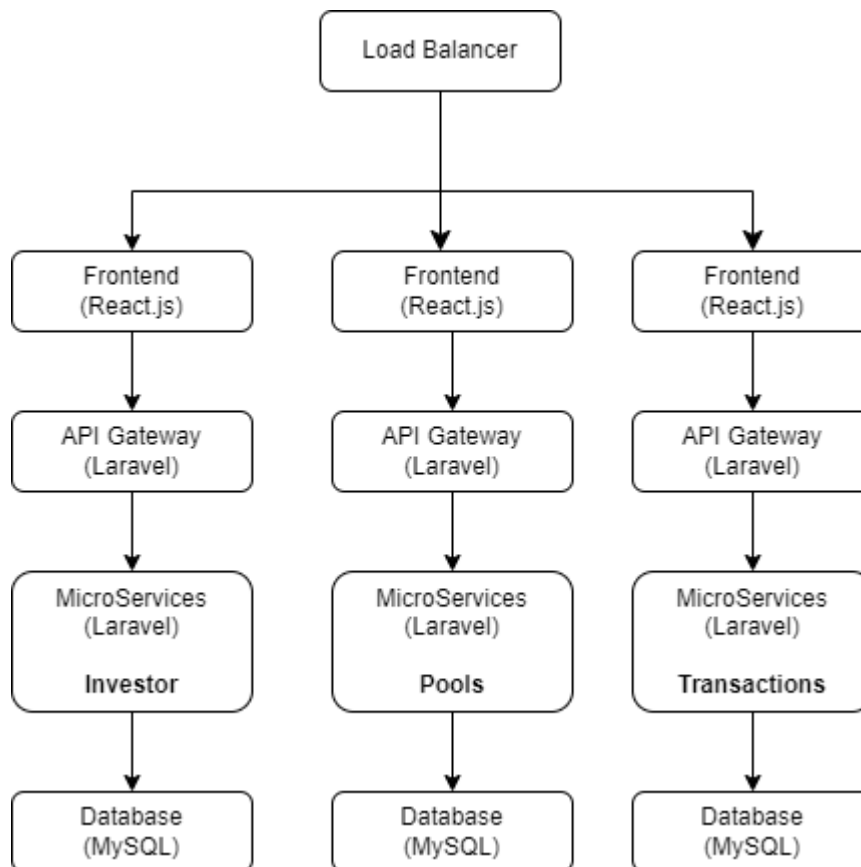 Load Balancer
Frontend
(React.js)
Frontend
(React.js)
Frontend
(React.js)
API Gateway
(Laravel)
API Gateway
(Laravel)
API Gateway
(Laravel)
MicroServices
(Laravel)
Investor
MicroServices
(Laravel)
Pools
MicroServices
(Laravel)
Transactions
Database
(MySQL)
Database
(MySQL)
Database
(MySQL)